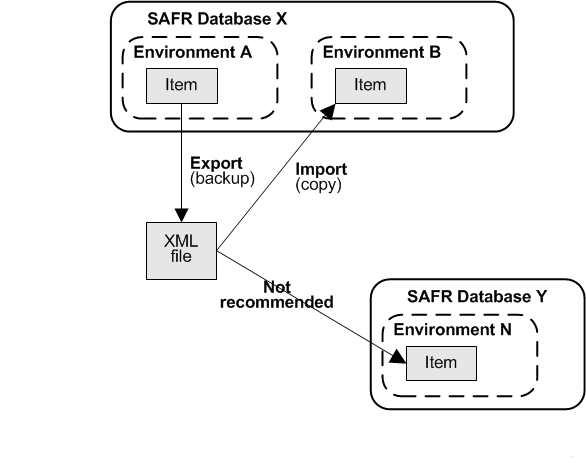 SAFR Database X
Environment A
Environment B
Item
Item
Export
(backup)
Import
(copy)
XML
file
Not
recommended
SAFR Database Y
Environment N
Item